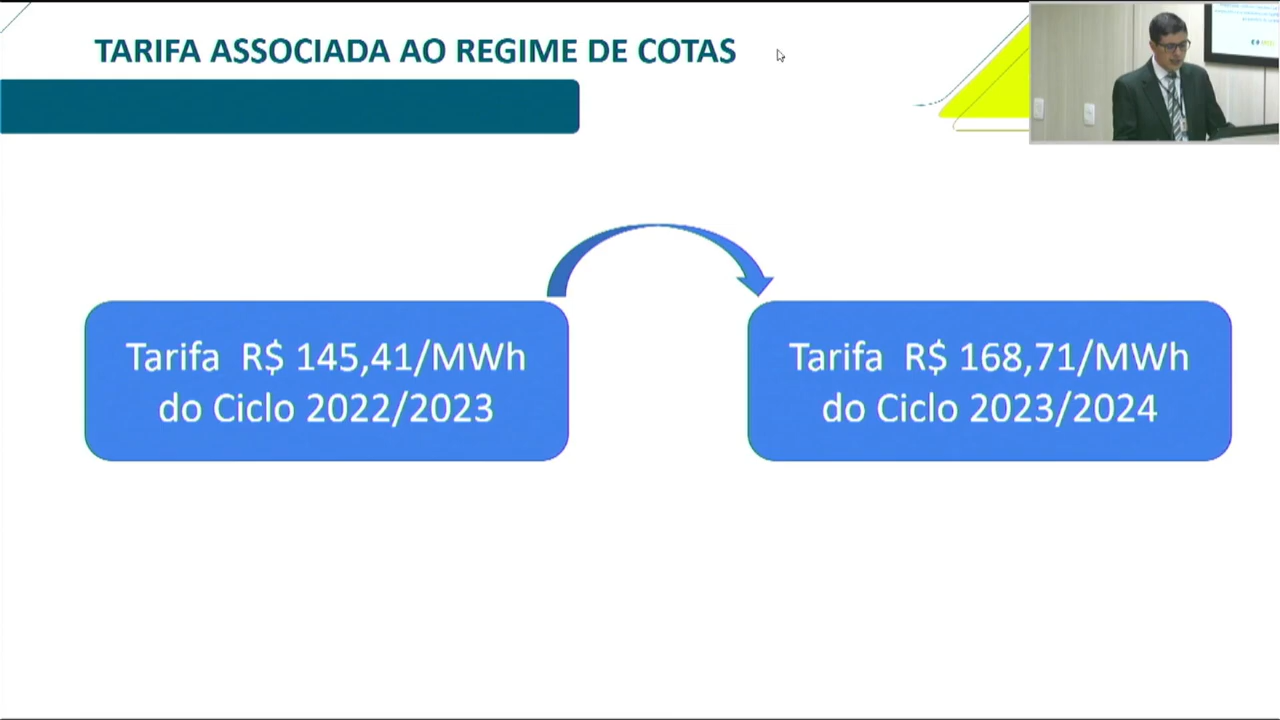 TARIFA ASSOCIADA AO REGIME DE COTAS
Tarifa R$ 145,41/MWh
do Ciclo 2022/2023
Tarifa R$ 168,71/MWh
do Ciclo 2023/2024